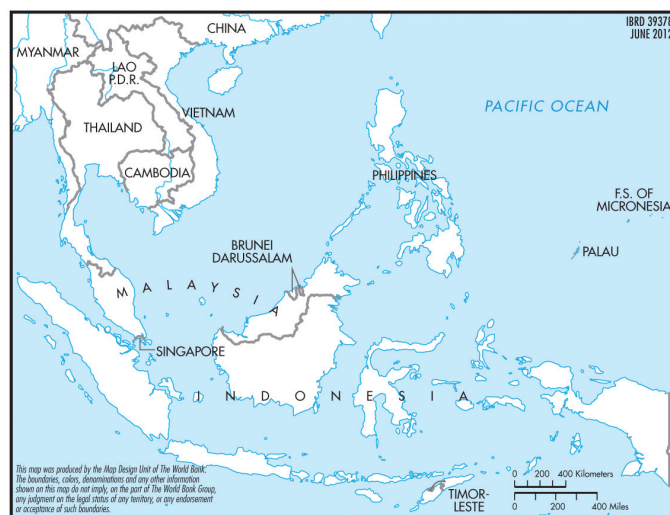 IBRD 39378
JUNE 2012
CHINA
MYANMAR
LAO
P.D.R.
VIETNAM
THAILAND
CAMBODIA
PACIFIC OCEAN
PHILIPPINES
F.S. OF
MICRONESIA
PALAU
BRUNEI
DARUSSALAM
MALAYSIA
SINGAPORE
INDONESIA
TIMOR-
LESTE
This map was produced by the Map Design Unit of The World Bank.
The boundaries, colors, denominations and any other information
shown on this map do not imply, on the part of The World Bank Group,
any judgment on the legal status of any territory, or any endorsement
or acceptance of such boundaries.
0 200 400 Kilometers
0 200 400 Miles